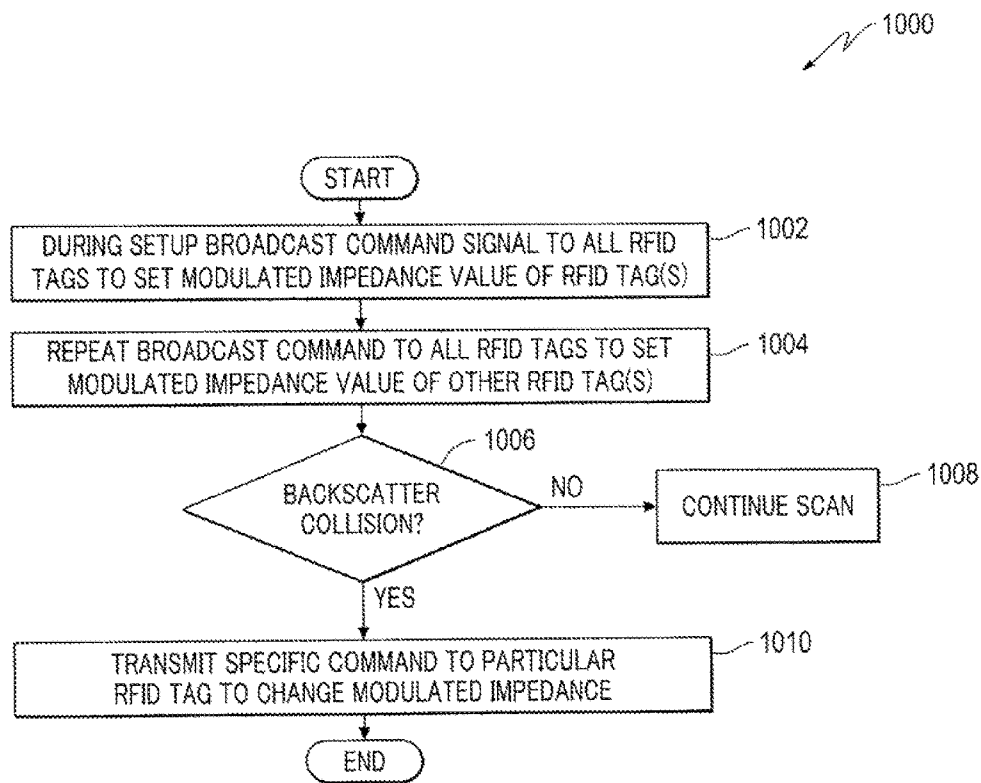 1000
START
DURING SETUP BROADCAST COMMAND SIGNAL TO ALL RFID
TAGS TO SET MODULATED IMPEDANCE VALUE OF RFID TAG(S)
1002
REPEAT BROADCAST COMMAND TO ALL RFID TAGS TO SET
MODULATED IMPEDANCE VALUE OF OTHER RFID TAG(S)
1004
1006
BACKSCATTER
COLLISION?
NO
CONTINUE SCAN
1008
YES
TRANSMIT SPECIFIC COMMAND TO PARTICULAR
RFID TAG TO CHANGE MODULATED IMPEDANCE
1010
END